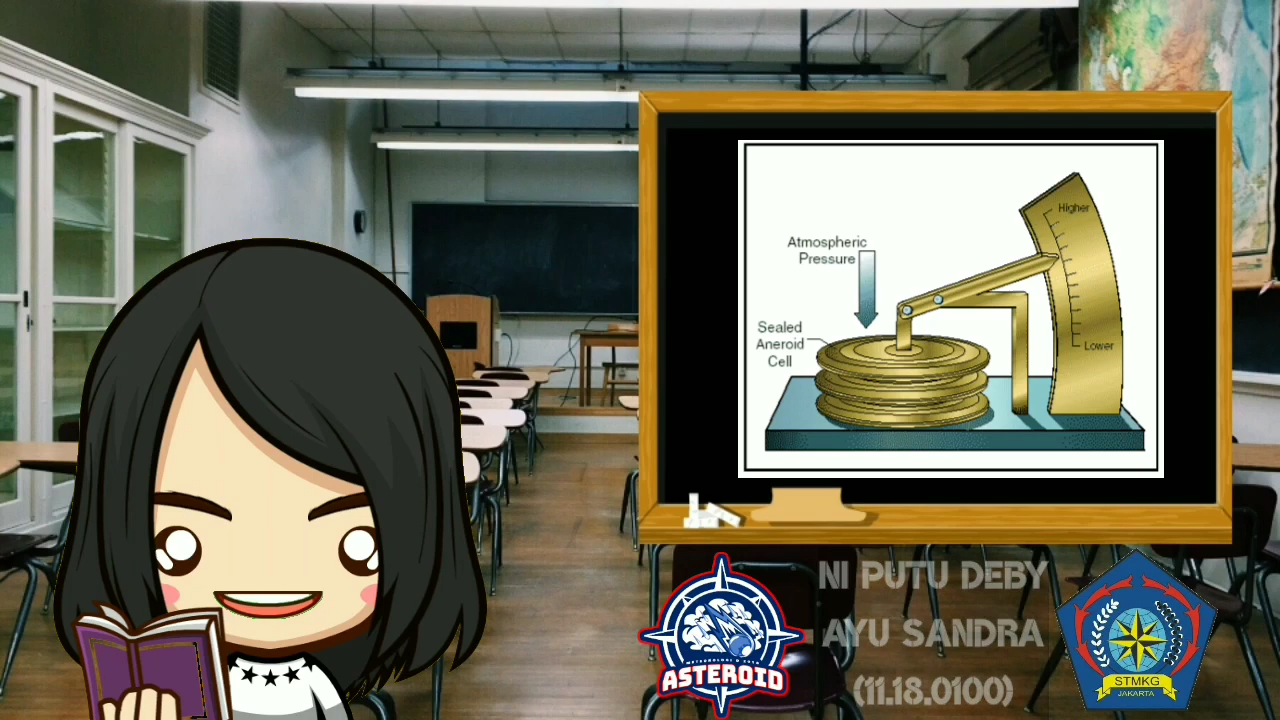 Higher
Atmospheric
Pressure
Sealed
Aneroid
Cell
Lower
NI PUTU DEBY
AYU SANDRA
(11.18.0100)
ASTEROID
STMKG
JAKARTA